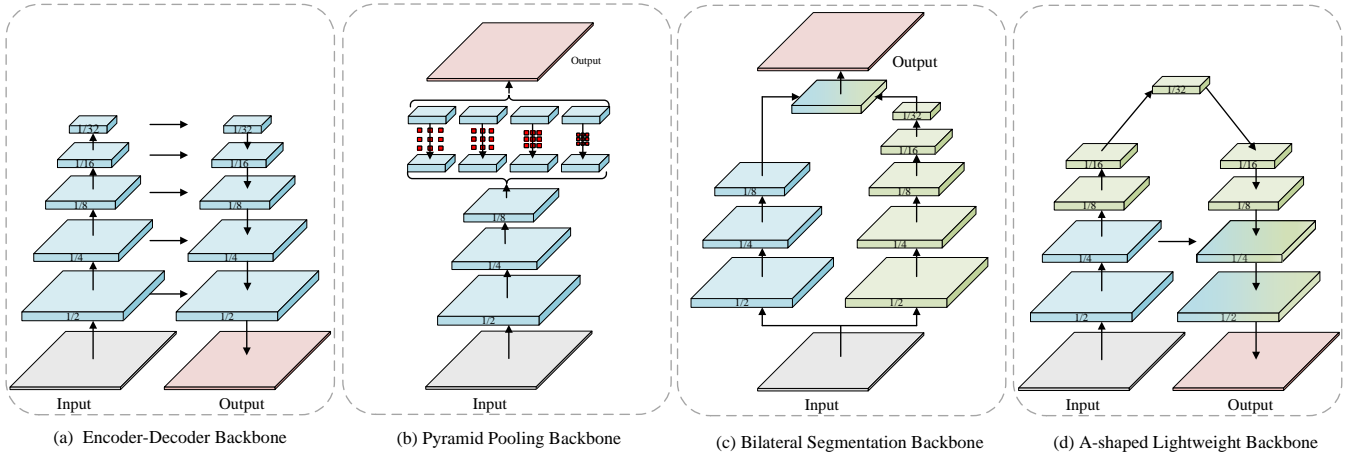 1/32
1/32
1/16
1/16
1/8
1/8
1/4
1/4
1/2
1/2
Input
Output
(a) Encoder-Decoder Backbone
Output
1/8
1/4
1/2
Input
(b) Pyramid Pooling Backbone
Output
1/32
1/16
1/8
1/8
1/4
1/4
1/2
1/2
Input
(c) Bilateral Segmentation Backbone
1/32
1/16
1/16
1/8
1/8
1/4
1/4
1/2
1/2
Input
Output
(d) A-shaped Lightweight Backbone